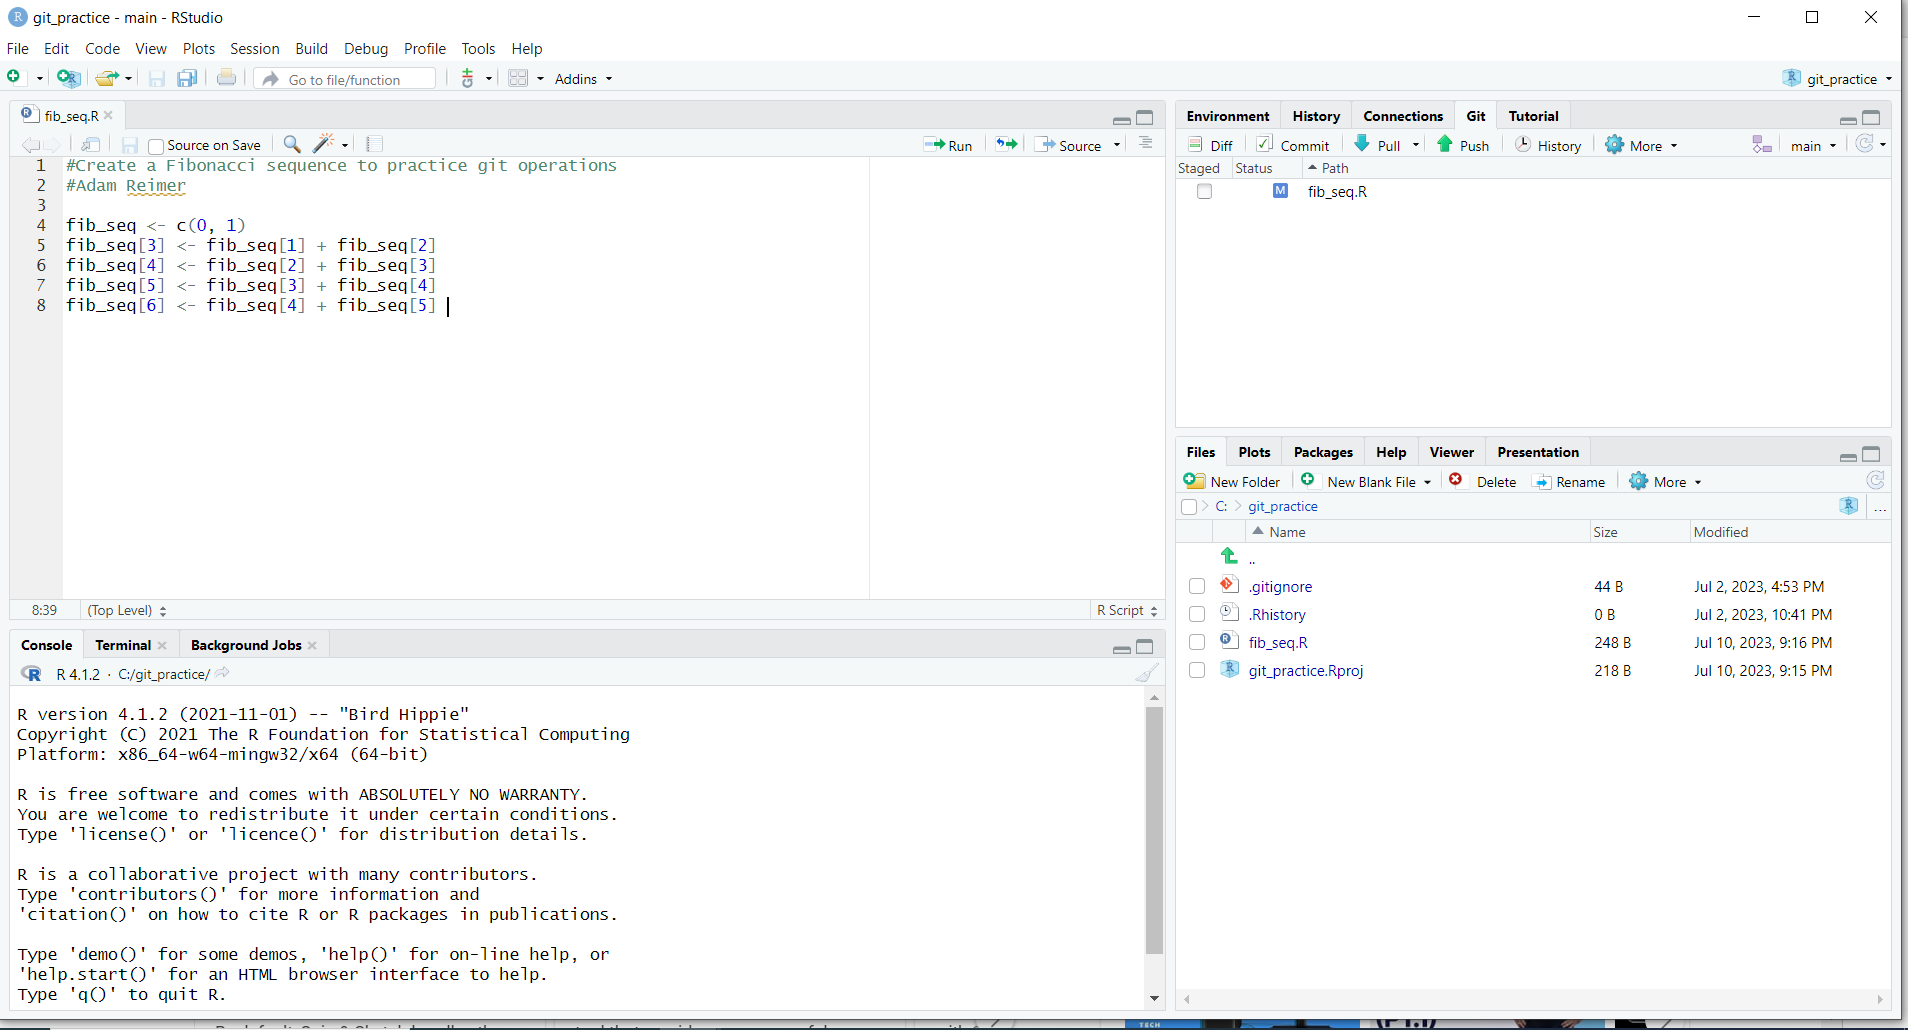 git_practice - main - RStudio
File Edit Code View Plots Session Build Debug Profile Tools Help
Go to file/function Addins git_practice
fib_seq.R
Source on Save Run Source
1 #Create a Fibonacci sequence to practice git operations
2 #Adam Reimer
3
4 fib_seq <- c(0, 1)
5 fib_seq[3] <- fib_seq[1] + fib_seq[2]
6 fib_seq[4] <- fib_seq[2] + fib_seq[3]
7 fib_seq[5] <- fib_seq[3] + fib_seq[4]
8 fib_seq[6] <- fib_seq[4] + fib_seq[5]
8:39 (Top Level) R Script
Console Terminal Background Jobs
R 4.1.2 · C:/git_practice/
R version 4.1.2 (2021-11-01) -- "Bird Hippie"
Copyright (C) 2021 The R Foundation for Statistical Computing
Platform: x86_64-w64-mingw32/x64 (64-bit)
R is free software and comes with ABSOLUTELY NO WARRANTY.
You are welcome to redistribute it under certain conditions.
Type 'license()' or 'licence()' for distribution details.
R is a collaborative project with many contributors.
Type 'contributors()' for more information and
'citation()' on how to cite R or R packages in publications.
Type 'demo()' for some demos, 'help()' for on-line help, or
'help.start()' for an HTML browser interface to help.
Type 'q()' to quit R.
Environment History Connections Git Tutorial
Diff Commit Pull Push History More main
Staged Status Path
M fib_seq.R
Files Plots Packages Help Viewer Presentation
New Folder New Blank File Delete Rename More
C: git_practice ...
Name Size Modified
..
.gitignore 44 B Jul 2, 2023, 4:53 PM
.Rhistory 0 B Jul 2, 2023, 10:41 PM
fib_seq.R 248 B Jul 10, 2023, 9:16 PM
git_practice.Rproj 218 B Jul 10, 2023, 9:15 PM
TECH